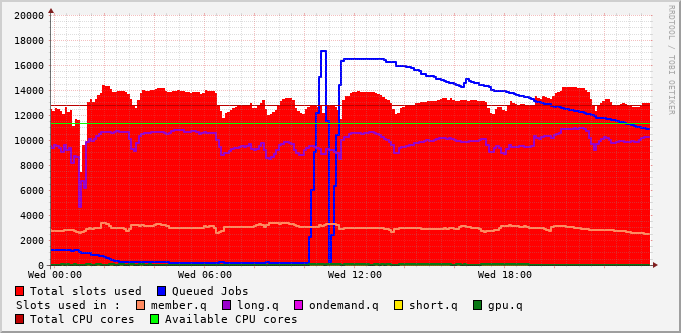 RRDTOOL / TOBI OETIKER
20000
18000
16000
14000
12000
10000
8000
6000
4000
2000
0
Wed 00:00 Wed 06:00 Wed 12:00 Wed 18:00
Total slots used Queued Jobs
Slots used in : member.q long.q ondemand.q short.q gpu.q
Total CPU cores Available CPU cores